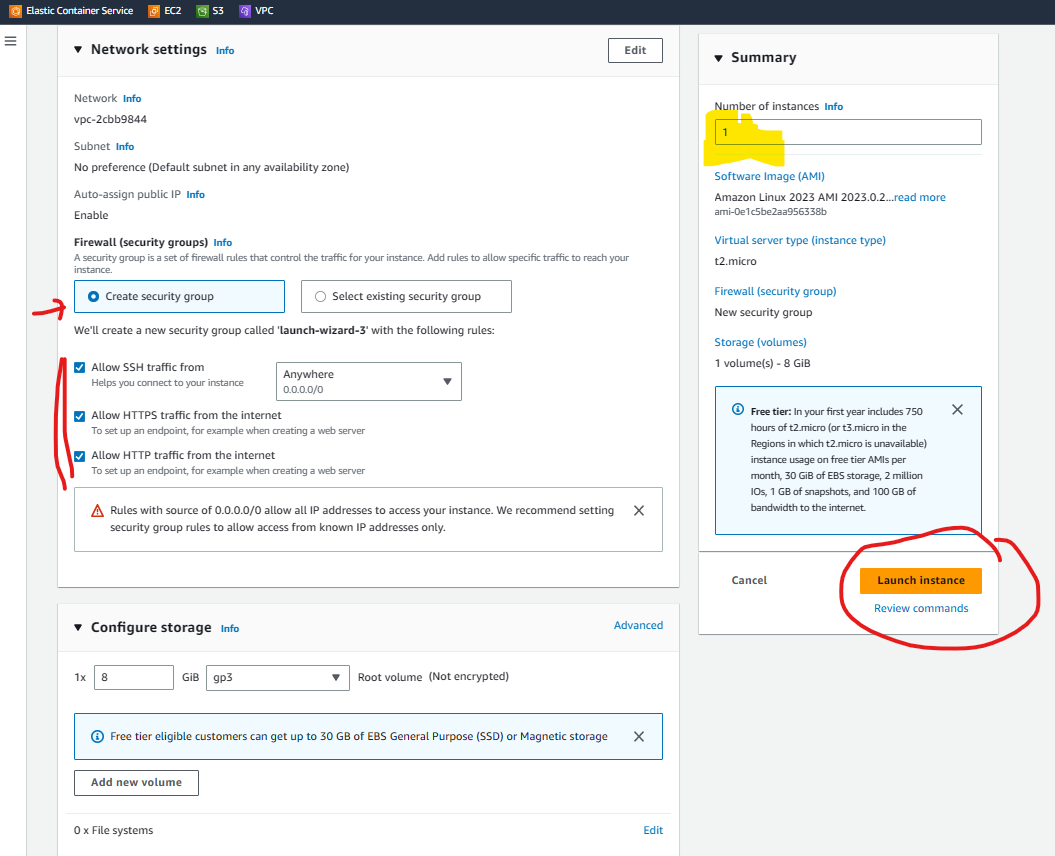 Elastic Container Service EC2 S3 VPC
Network settings Info
Edit
Network Info
vpc-2cbb9844
Subnet Info
No preference (Default subnet in any availability zone)
Auto-assign public IP Info
Enable
Firewall (security groups) Info
A security group is a set of firewall rules that control the traffic for your instance. Add rules to allow specific traffic to reach your
instance.
Create security group
Select existing security group
We'll create a new security group called 'launch-wizard-3' with the following rules:
Allow SSH traffic from
Helps you connect to your instance
Anywhere
0.0.0.0/0
Allow HTTPS traffic from the internet
To set up an endpoint, for example when creating a web server
Allow HTTP traffic from the internet
To set up an endpoint, for example when creating a web server
Rules with source of 0.0.0.0/0 allow all IP addresses to access your instance. We recommend setting
security group rules to allow access from known IP addresses only.
Configure storage Info
Advanced
1x 8 GiB gp3 Root volume (Not encrypted)
Free tier eligible customers can get up to 30 GB of EBS General Purpose (SSD) or Magnetic storage
Add new volume
0 x File systems
Edit
Summary
Number of instances Info
1
Software Image (AMI)
Amazon Linux 2023 AMI 2023.0.2...read more
ami-0e1c5be2aa956338b
Virtual server type (instance type)
t2.micro
Firewall (security group)
New security group
Storage (volumes)
1 volume(s) - 8 GiB
Free tier: In your first year includes 750
hours of t2.micro (or t3.micro in the
Regions in which t2.micro is unavailable)
instance usage on free tier AMIs per
month, 30 GiB of EBS storage, 2 million
IOs, 1 GB of snapshots, and 100 GB of
bandwidth to the internet.
Cancel
Launch instance
Review commands